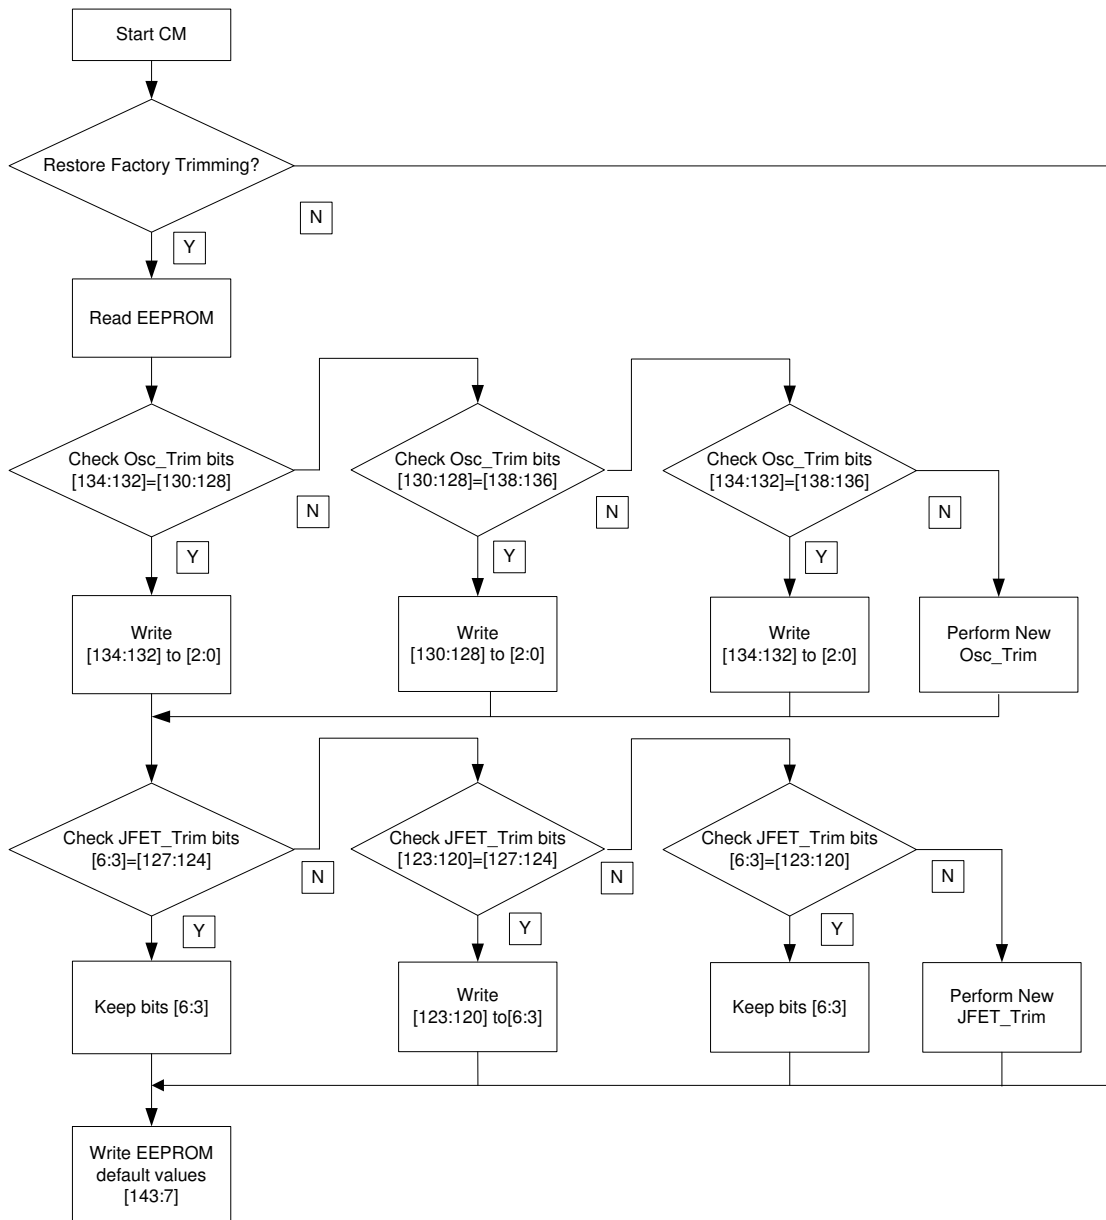 Start CM
Restore Factory Trimming?
N
Y
Read EEPROM
Check Osc_Trim bits
[134:132]=[130:128]
Check Osc_Trim bits
[130:128]=[138:136]
Check Osc_Trim bits
[134:132]=[138:136]
N
N
N
Y
Y
Y
Write
[134:132] to [2:0]
Write
[130:128] to [2:0]
Write
[134:132] to [2:0]
Perform New
Osc_Trim
Check JFET_Trim bits
[6:3]=[127:124]
Check JFET_Trim bits
[123:120]=[127:124]
Check JFET_Trim bits
[6:3]=[123:120]
N
N
N
Y
Y
Y
Keep bits [6:3]
Write
[123:120] to[6:3]
Keep bits [6:3]
Perform New
JFET_Trim
Write EEPROM
default values
[143:7]